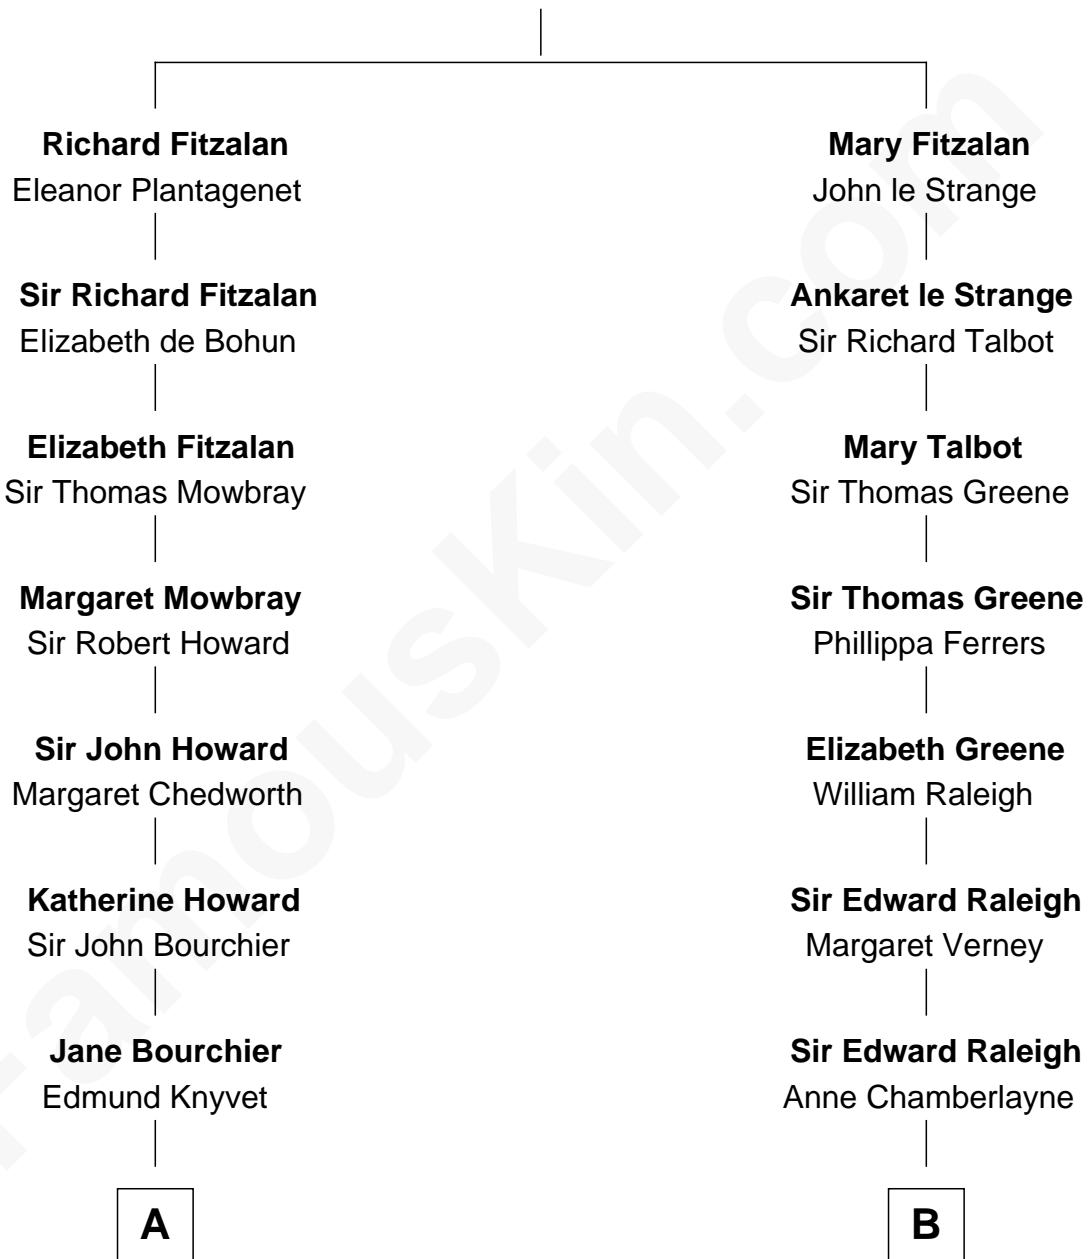 Richard Fitzalan
Eleanor Plantagenet
Sir Richard Fitzalan
Elizabeth de Bohun
Elizabeth Fitzalan
Sir Thomas Mowbray
Margaret Mowbray
Sir Robert Howard
Sir John Howard
Margaret Chedworth
Katherine Howard
Sir John Bourchier
Jane Bourchier
Edmund Knyvet
A
Mary Fitzalan
John le Strange
Ankaret le Strange
Sir Richard Talbot
Mary Talbot
Sir Thomas Greene
Sir Thomas Greene
Phillippa Ferrers
Elizabeth Greene
William Raleigh
Sir Edward Raleigh
Margaret Verney
Sir Edward Raleigh
Anne Chamberlayne
B
FamousKin.com